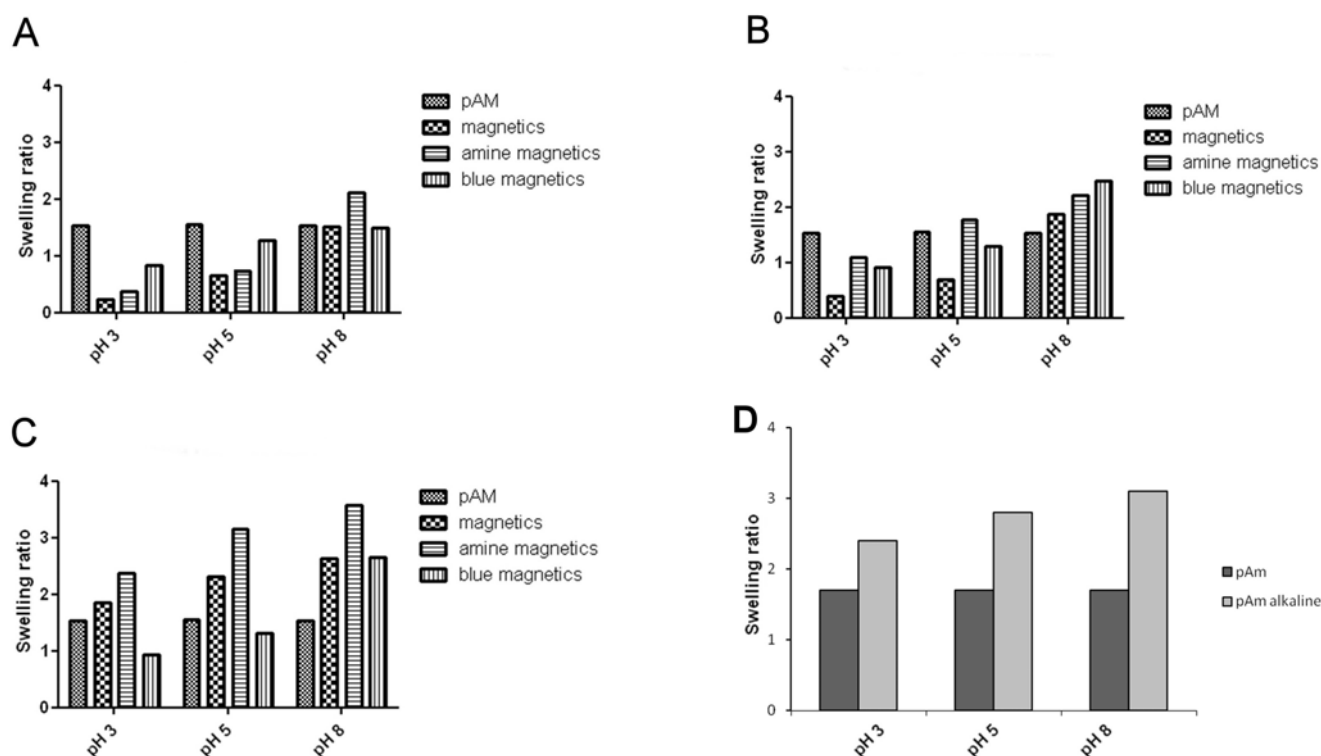 A
Swelling ratio
4
3
2
1
0
pH 3
pH 5
pH 8
pAM
magnetics
amine magnetics
blue magnetics
B
Swelling ratio
4
3
2
1
0
pH 3
pH 5
pH 8
pAM
magnetics
amine magnetics
blue magnetics
C
Swelling ratio
4
3
2
1
0
pH 3
pH 5
pH 8
pAM
magnetics
amine magnetics
blue magnetics
D
Swelling ratio
4
3
2
1
0
pH 3
pH 5
pH 8
pAm
pAm alkaline